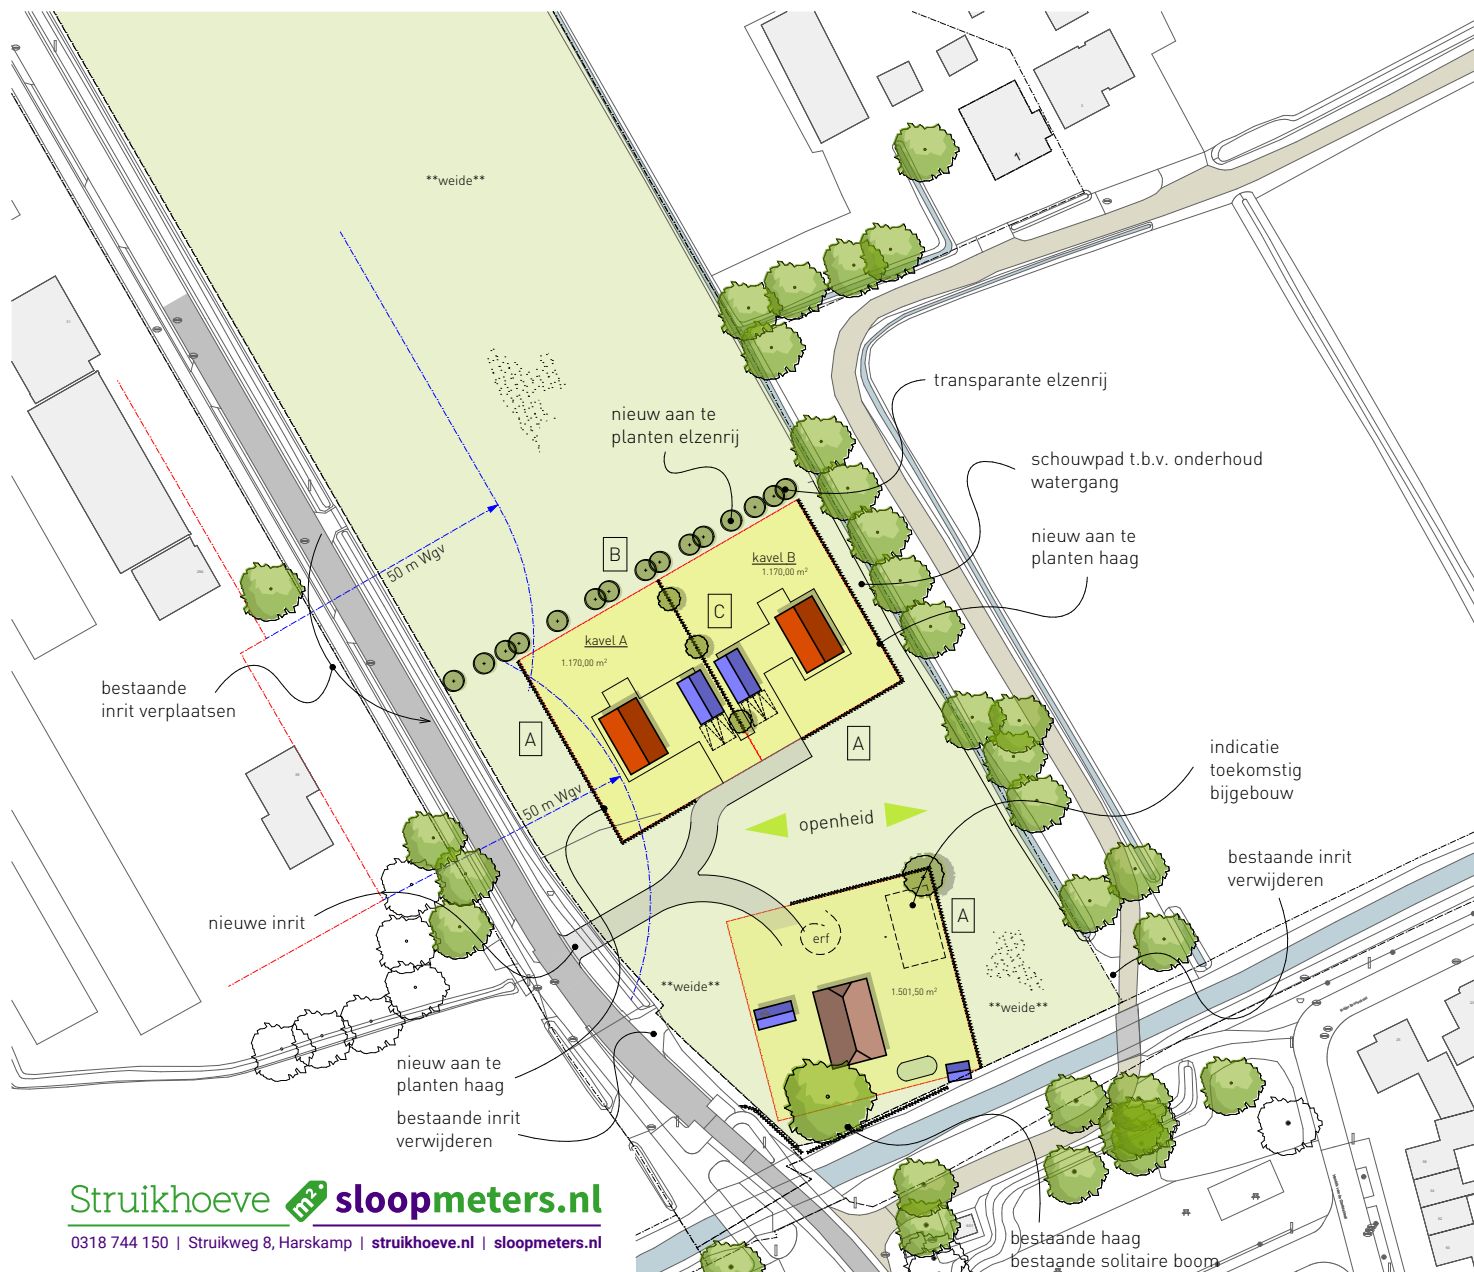 **weide**
transparante elzenrij
nieuw aan te
planten elzenrij
schouwpad t.b.v. onderhoud
watergang
nieuw aan te
planten haag
50 m Wgv
B
kavel B
1.170,00 m²
C
kavel A
1.170,00 m²
bestaande
inrit verplaatsen
A
A
indicatie
toekomstig
bijgebouw
50 m Wgv
openheid
bestaande inrit
verwijderen
nieuwe inrit
A
erf
**weide**
1.501,50 m²
**weide**
nieuw aan te
planten haag
bestaande inrit
verwijderen
Struikhoeve m² sloopmeters.nl
0318 744 150 | Struikweg 8, Harskamp | struikhoeve.nl | sloopmeters.nl
bestaande haag
bestaande solitaire boom